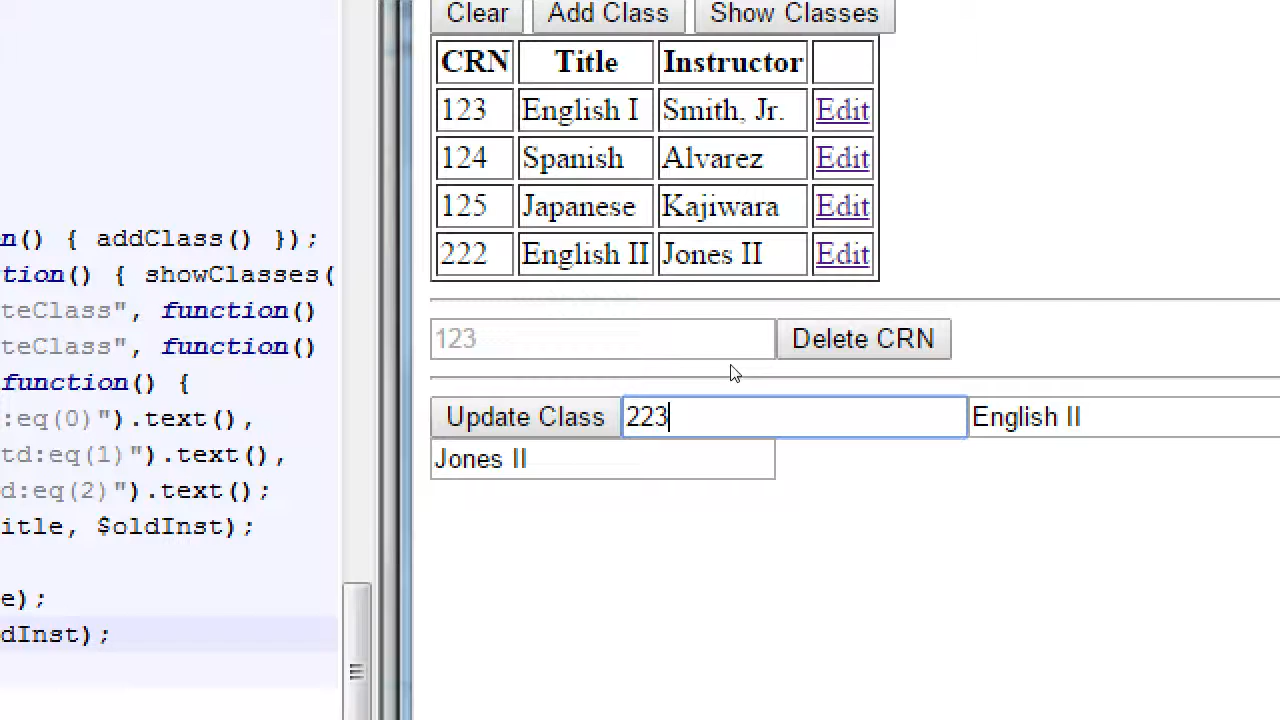 n() { addClass() });
tion() { showClasses(
teClass", function()
teClass", function()
function() {
:eq(0)").text(),
td:eq(1)").text(),
d:eq(2)").text();
itle, $oldInst);
e);
dInst);
Clear Add Class Show Classes
CRN Title Instructor
123 English I Smith, Jr. Edit
124 Spanish Alvarez Edit
125 Japanese Kajiwara Edit
222 English II Jones II Edit
123 Delete CRN
Update Class 223 English II
Jones II